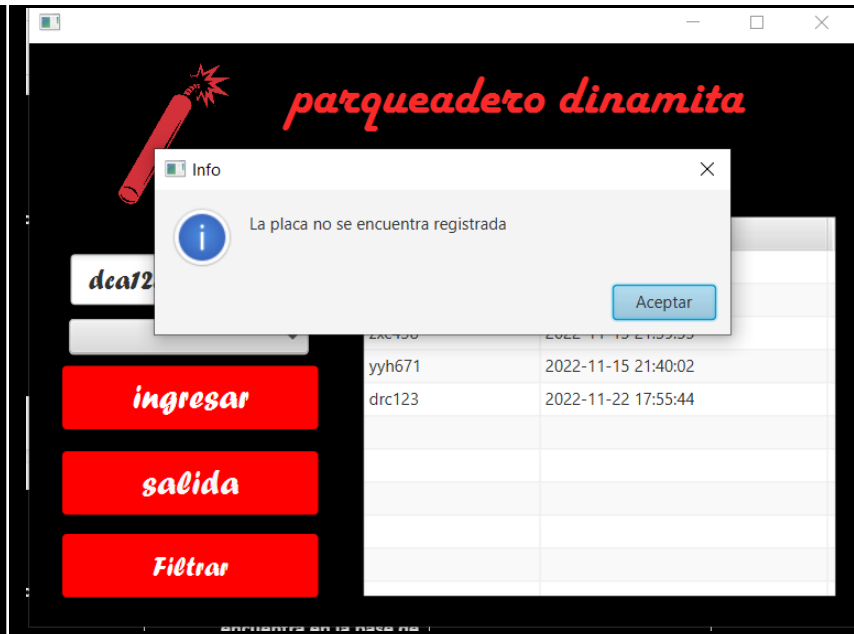 parqueadero dinamita
Info
La placa no se encuentra registrada
Aceptar
yyh671 2022-11-15 21:40:02
drc123 2022-11-22 17:55:44
ingresar
salida
Filtrar